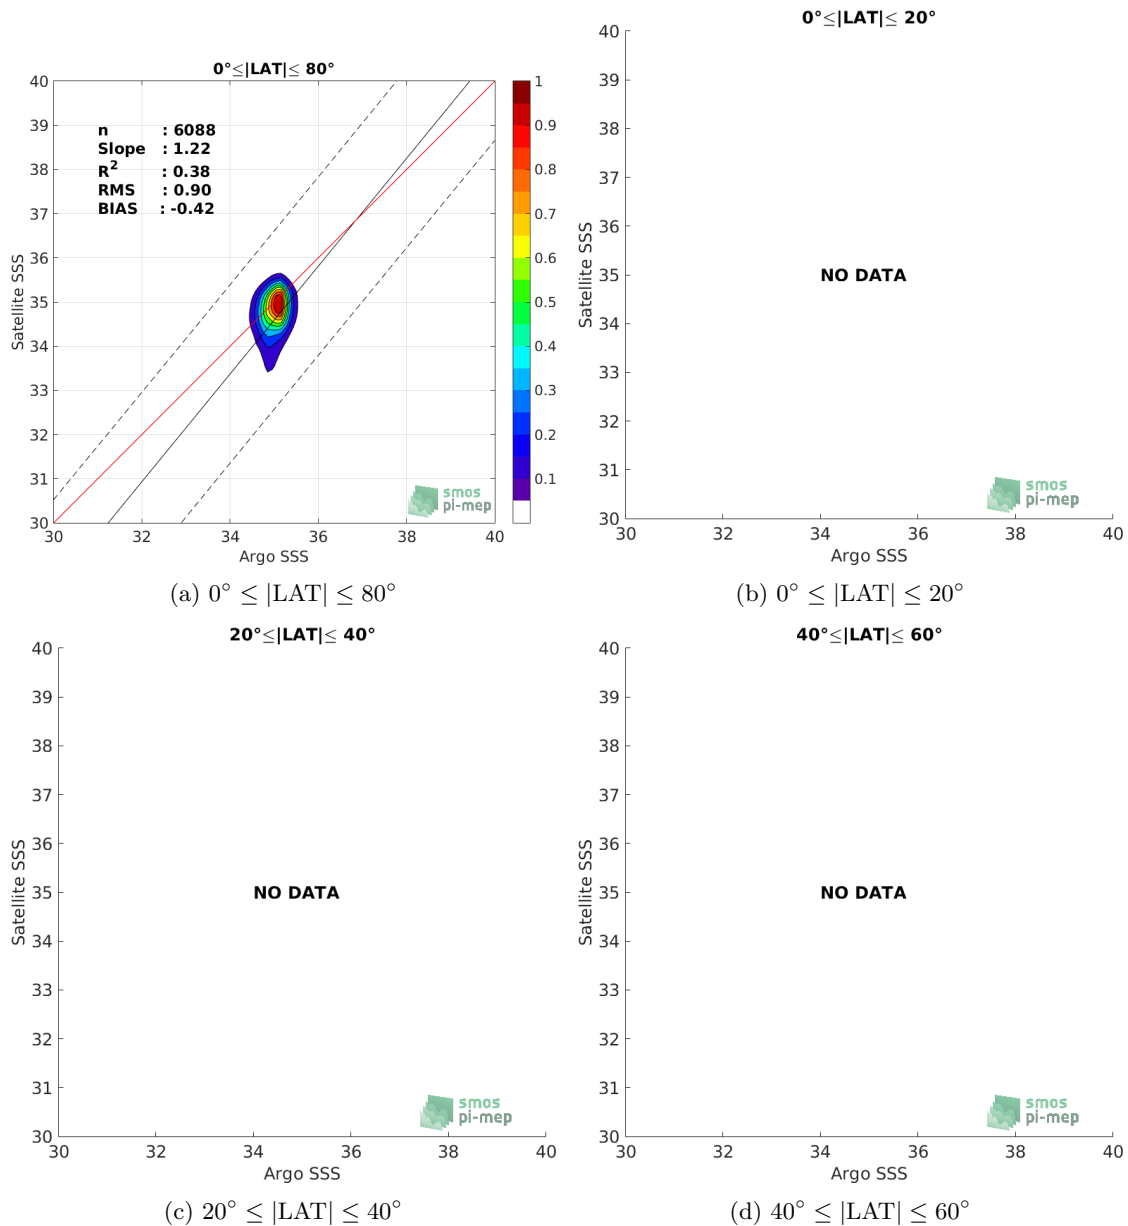 0°≤|LAT|≤ 80°
40
39
38
37
36
35
34
33
32
31
30
Satellite SSS
n : 6088
Slope : 1.22
R2 : 0.38
RMS : 0.90
BIAS : -0.42
1
0.9
0.8
0.7
0.6
0.5
0.4
0.3
0.2
0.1
smos
pi-mep
30 32 34 36 38 40
Argo SSS
(a) 0° ≤ |LAT| ≤ 80°
0°≤|LAT|≤ 20°
40
39
38
37
36
35
34
33
32
31
30
Satellite SSS
NO DATA
smos
pi-mep
30 32 34 36 38 40
Argo SSS
(b) 0° ≤ |LAT| ≤ 20°
20°≤|LAT|≤ 40°
40
39
38
37
36
35
34
33
32
31
30
Satellite SSS
NO DATA
smos
pi-mep
30 32 34 36 38 40
Argo SSS
(c) 20° ≤ |LAT| ≤ 40°
40°≤|LAT|≤ 60°
40
39
38
37
36
35
34
33
32
31
30
Satellite SSS
NO DATA
smos
pi-mep
30 32 34 36 38 40
Argo SSS
(d) 40° ≤ |LAT| ≤ 60°